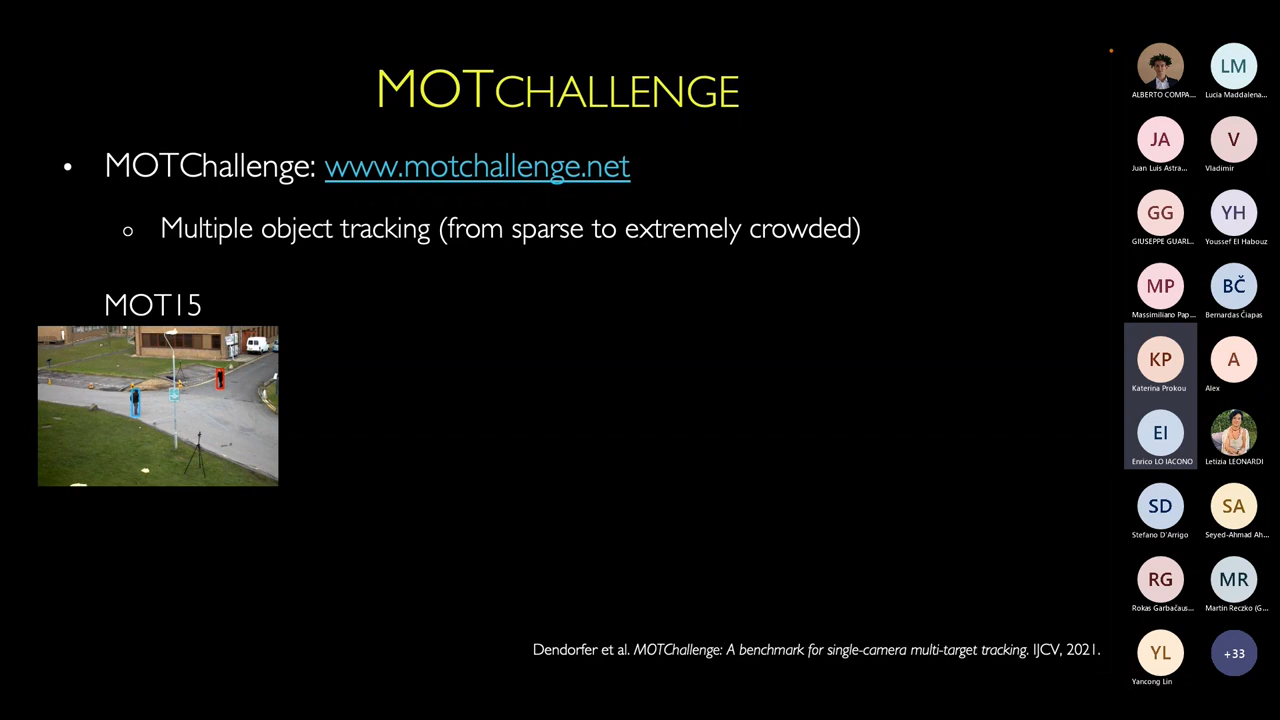 MOTCHALLENGE
• MOTChallenge: www.motchallenge.net
○ Multiple object tracking (from sparse to extremely crowded)
MOT15
Dendorfer et al. MOTChallenge: A benchmark for single-camera multi-target tracking. IJCV, 2021.
ALBERTO COMPA...
LM
Lucia Maddalena...
JA
Juan Luis Astra...
V
Vladimir
GG
GIUSEPPE GUARL...
YH
Youssef El Habouz
MP
Massimiliano Pap...
BČ
Bernardas Čiapas
KP
Katerina Prokou
A
Alex
EI
Enrico LO IACONO
Letizia LEONARDI
SD
Stefano D'Arrigo
SA
Seyed-Ahmad Ah...
RG
Rokas Garbačaus...
MR
Martin Reczko (G...
YL
Yancong Lin
+33